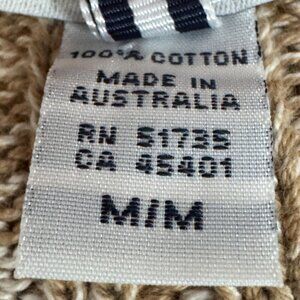 100% COTTON
MADE IN
AUSTRALIA
RN 51735
CA 45401
M/M